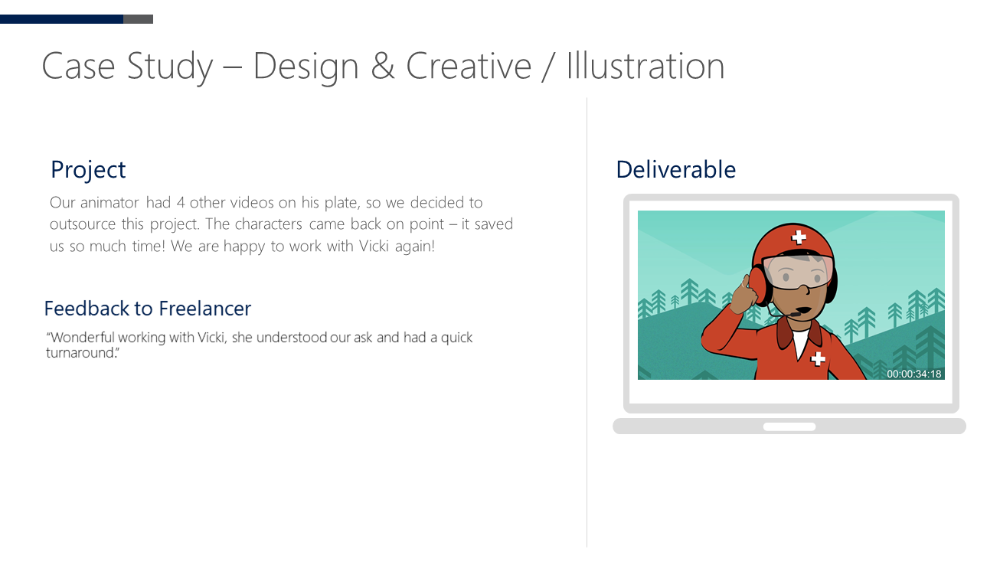 Case Study – Design & Creative / Illustration
Project
Our animator had 4 other videos on his plate, so we decided to
outsource this project. The characters came back on point – it saved
us so much time! We are happy to work with Vicki again!
Feedback to Freelancer
“Wonderful working with Vicki, she understood our ask and had a quick
turnaround.”
Deliverable
00:00:34:18